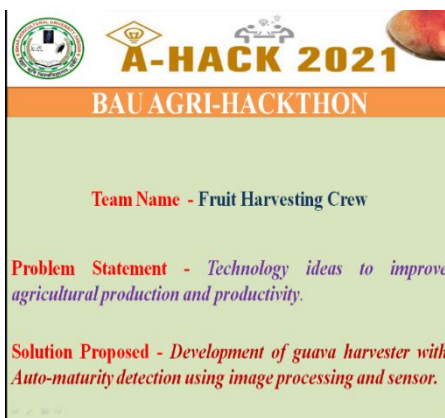 A-HACK 2021
BAU AGRI-HACKTHON
Team Name - Fruit Harvesting Crew
Problem Statement - Technology ideas to improve
agricultural production and productivity.
Solution Proposed - Development of guava harvester with
Auto-maturity detection using image processing and sensor.